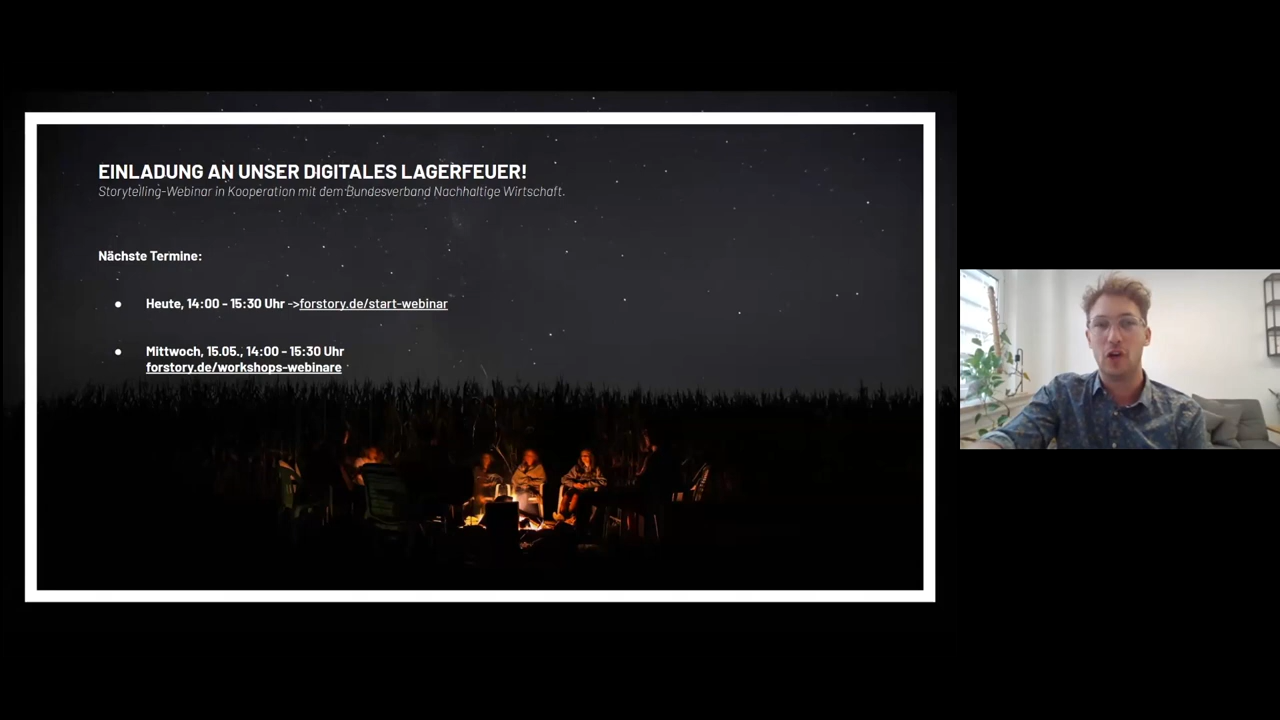 EINLADUNG AN UNSER DIGITALES LAGERFEUER!
Storytelling-Webinar in Kooperation mit dem Bundesverband Nachhaltige Wirtschaft.
Nächste Termine:
● Heute, 14:00 - 15:30 Uhr ->forstory.de/start-webinar
● Mittwoch, 15.05., 14:00 - 15:30 Uhr
forstory.de/workshops-webinare